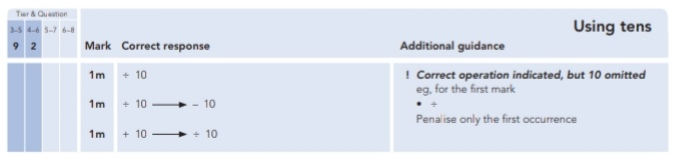 Tier & Question
3–5 4–6 5–7 6–8
Using tens
9 2
Mark Correct response
Additional guidance
1m ÷ 10
! Correct operation indicated, but 10 omitted
eg, for the first mark
• ÷
Penalise only the first occurrence
1m ÷ 10 → – 10
1m + 10 → ÷ 10